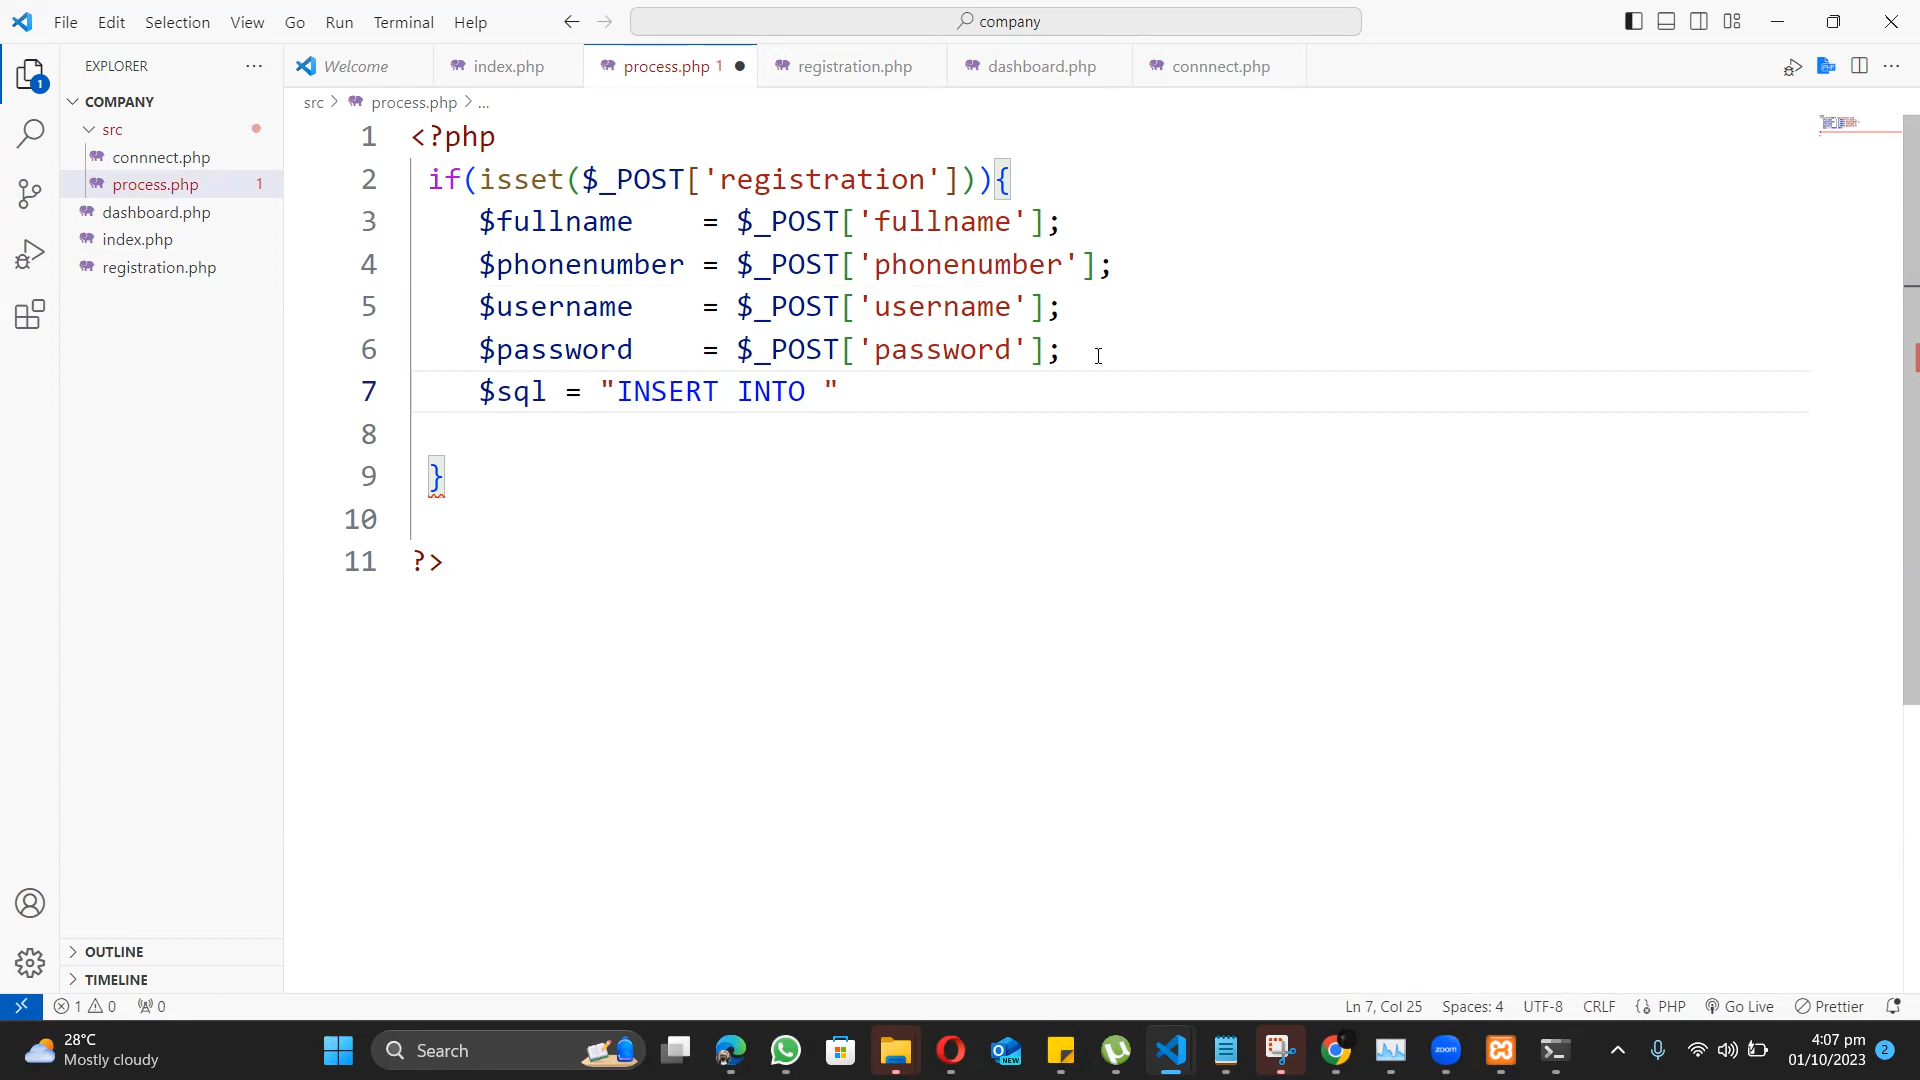 File Edit Selection View Go Run Terminal Help
company
EXPLORER
Welcome
index.php
process.php 1
registration.php
dashboard.php
connnect.php
COMPANY
src
connnect.php
process.php 1
dashboard.php
index.php
registration.php
src > process.php > ...
1 <?php
2 if(isset($_POST['registration'])){
3 $fullname = $_POST['fullname'];
4 $phonenumber = $_POST['phonenumber'];
5 $username = $_POST['username'];
6 $password = $_POST['password'];
7 $sql = "INSERT INTO "
8
9 }
10
11 ?>
1
OUTLINE
TIMELINE
1 0 0
Ln 7, Col 25 Spaces: 4 UTF-8 CRLF {} PHP Go Live Prettier
28°C
Mostly cloudy
Search
NEW
zoom
4:07 pm
01/10/2023
2